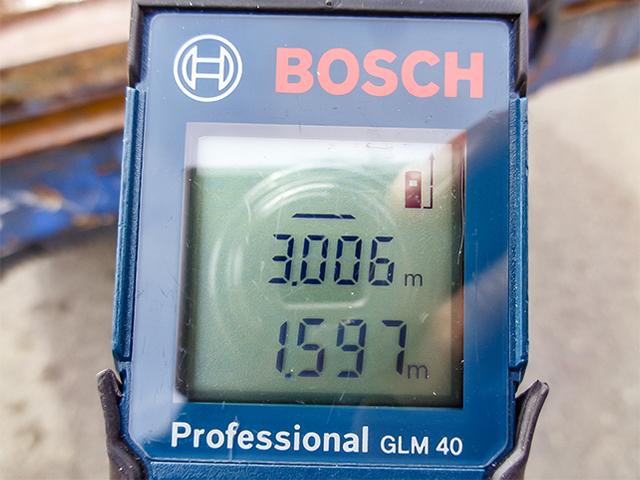 BOSCH
3.006 m
1.597 m
Professional GLM 40